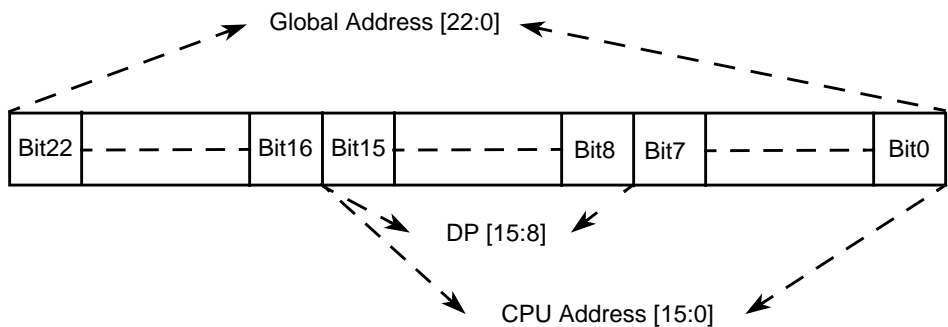 Global Address [22:0]
Bit22 Bit16 Bit15 Bit8 Bit7 Bit0
DP [15:8]
CPU Address [15:0]